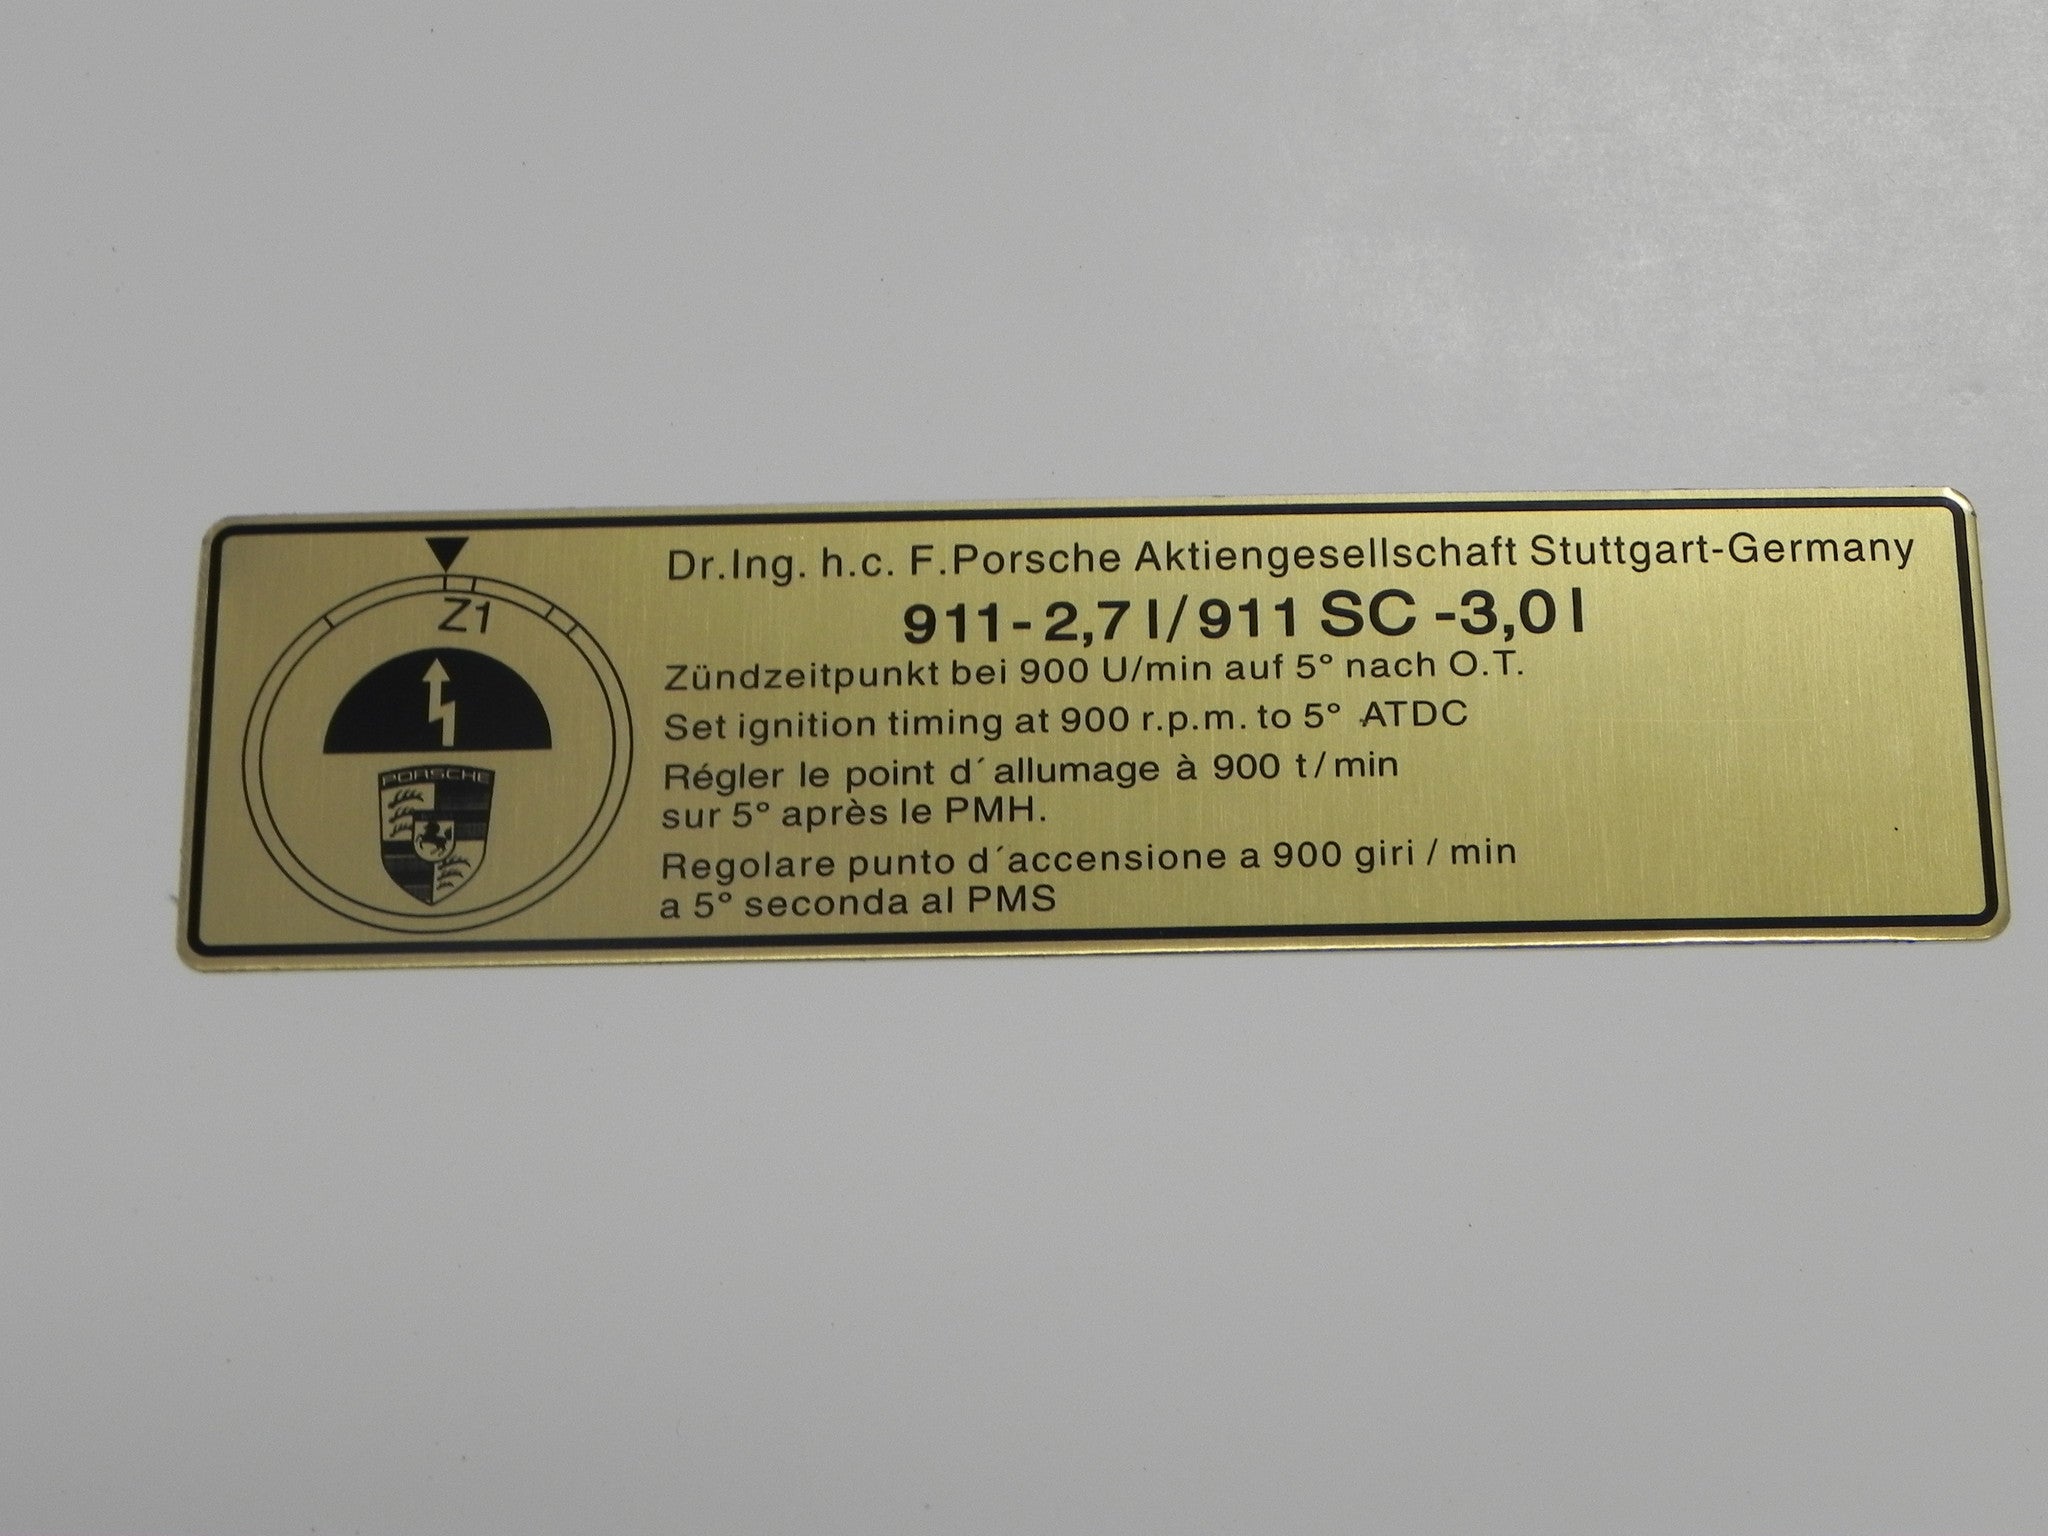 Z1
PORSCHE
Dr.Ing. h.c. F.Porsche Aktiengesellschaft Stuttgart-Germany
911-2,7 l/911 SC -3,0 l
Zündzeitpunkt bei 900 U/min auf 5° nach O.T.
Set ignition timing at 900 r.p.m. to 5° ATDC
Régler le point d´allumage à 900 t/min
sur 5° après le PMH.
Regolare punto d´accensione a 900 giri / min
a 5° seconda al PMS